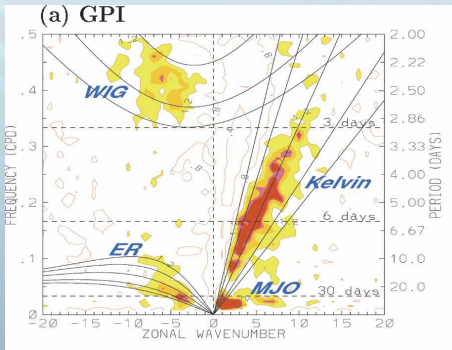 (a) GPI
FREQUENCY (CPD)
.5
.4
.3
.2
.1
0
WIG
ER
Kelvin
MJO
3 days
6 days
30 days
PERIOD (DAYS)
2.00
2.22
2.50
2.86
3.33
4.00
5.00
6.67
10.0
20.0
-20 -15 -10 -5 0 5 10 15 20
ZONAL WAVENUMBER